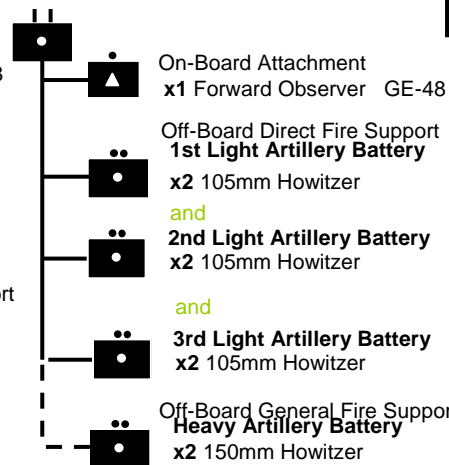 On-Board Attachment
x1 Forward Observer GE-48
Off-Board Direct Fire Support
1st Light Artillery Battery
x2 105mm Howitzer
and
2nd Light Artillery Battery
x2 105mm Howitzer
and
3rd Light Artillery Battery
x2 105mm Howitzer
Off-Board General Fire Suppor
Heavy Artillery Battery
x2 150mm Howitzer